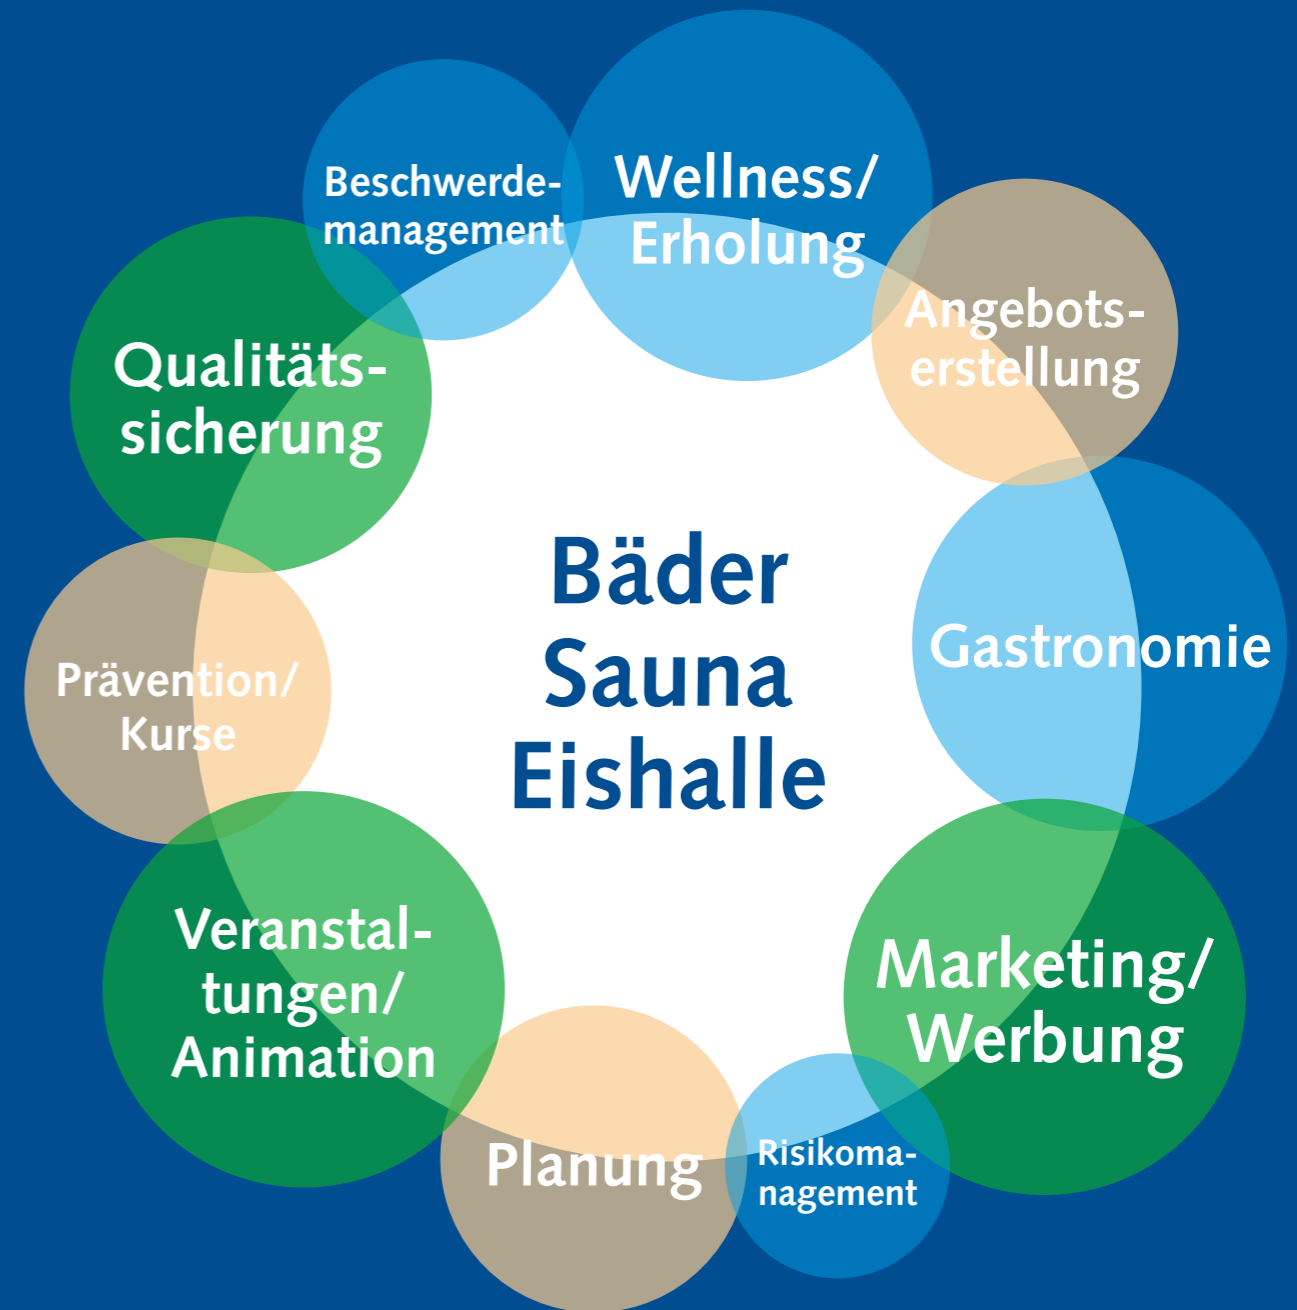 Beschwerde-
management
Wellness/
Erholung
Angebots-
erstellung
Qualitäts-
sicherung
Bäder
Sauna
Eishalle
Gastronomie
Prävention/
Kurse
Veranstal-
tungen/
Animation
Marketing/
Werbung
Planung
Risikoma-
nagement